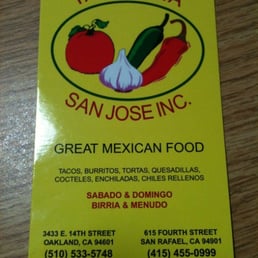 SAN JOSE INC.
GREAT MEXICAN FOOD
TACOS, BURRITOS, TORTAS, QUESADILLAS,
COCTELES, ENCHILADAS, CHILES RELLENOS
SABADO & DOMINGO
BIRRIA & MENUDO
3433 E. 14TH STREET
OAKLAND, CA 94601
(510) 533-5748
615 FOURTH STREET
SAN RAFAEL, CA 94901
(415) 455-0999